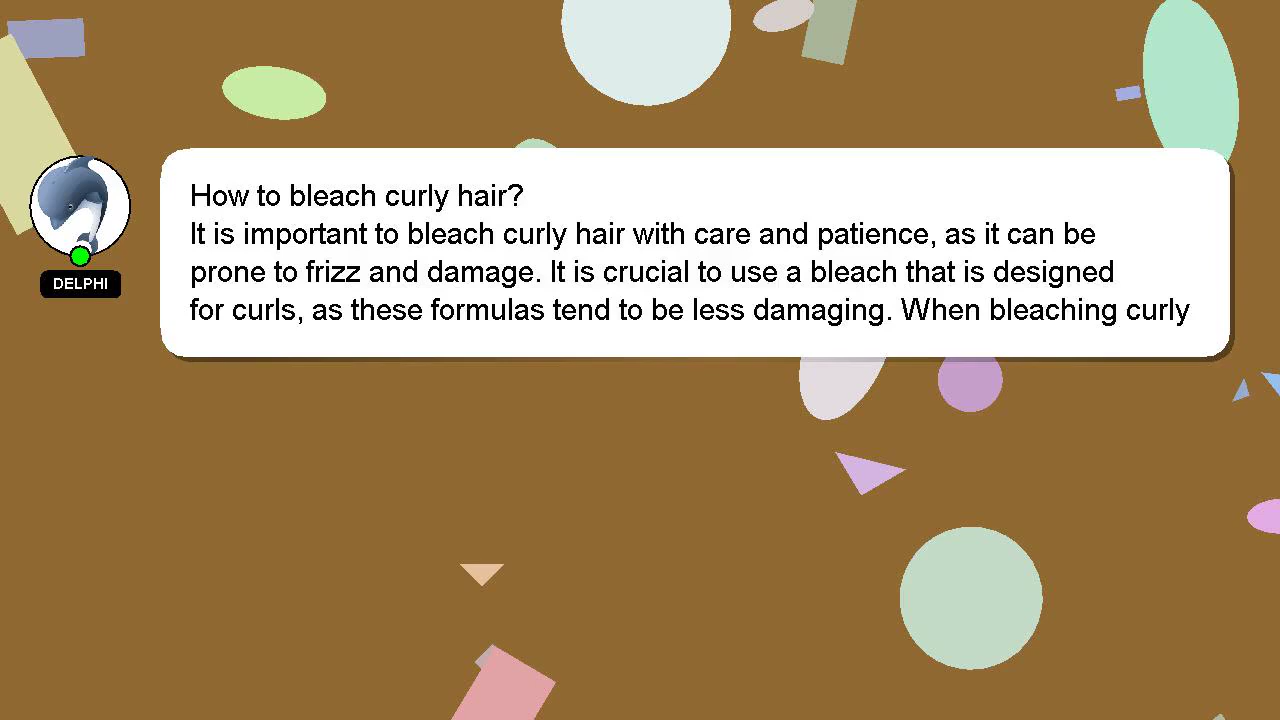 How to bleach curly hair?
It is important to bleach curly hair with care and patience, as it can be
prone to frizz and damage. It is crucial to use a bleach that is designed
for curls, as these formulas tend to be less damaging. When bleaching curly
DELPHI